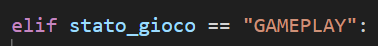 elif stato_gioco == "GAMEPLAY":